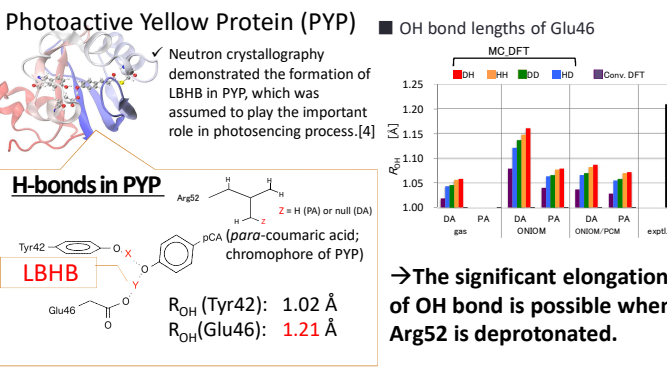 Photoactive Yellow Protein (PYP)
✓ Neutron crystallography
demonstrated the formation of
LBHB in PYP, which was
assumed to play the important
role in photosencing process.[4]
H-bonds in PYP
H
H
H
H
Arg52
Z
Z = H (PA) or null (DA)
pCA (para-coumaric acid;
chromophore of PYP)
Tyr42
O
X
O
LBHB
Y
Glu46
O
O
R_OH (Tyr42): 1.02 Å
R_OH(Glu46): 1.21 Å
■ OH bond lengths of Glu46
MC_DFT
DH HH DD HD Conv. DFT
R_OH [Å]
1.25
1.20
1.15
1.10
1.05
1.00
DA PA DA PA DA PA
gas ONIOM ONIOM/PCM exptl.
→The significant elongation
of OH bond is possible when
Arg52 is deprotonated.